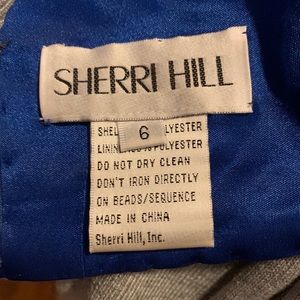 SHERRI HILL
6
POLYESTER
DO NOT DRY CLEAN
DON'T IRON DIRECTLY
ON BEADS/SEQUENCE
MADE IN CHINA
Sherri Hill, Inc.